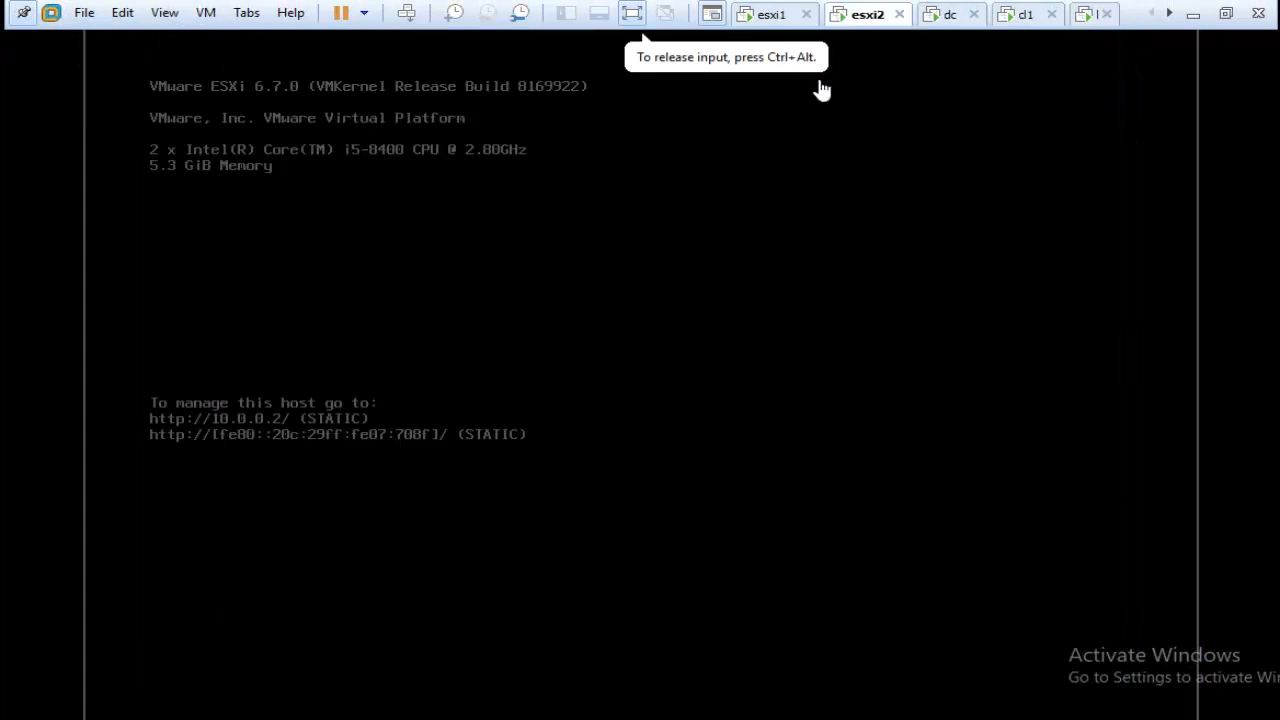 File Edit View VM Tabs Help esxi1 esxi2 dc cl1
To release input, press Ctrl+Alt.
VMware ESXi 6.7.0 (VMKernel Release Build 8169922)
VMware, Inc. VMware Virtual Platform
2 x Intel(R) Core(TM) i5-8400 CPU @ 2.80GHz
5.3 GiB Memory
To manage this host go to:
http://10.0.0.2/ (STATIC)
http://[fe80::20c:29ff:fe07:708f]/ (STATIC)
Activate Windows
Go to Settings to activate Wi